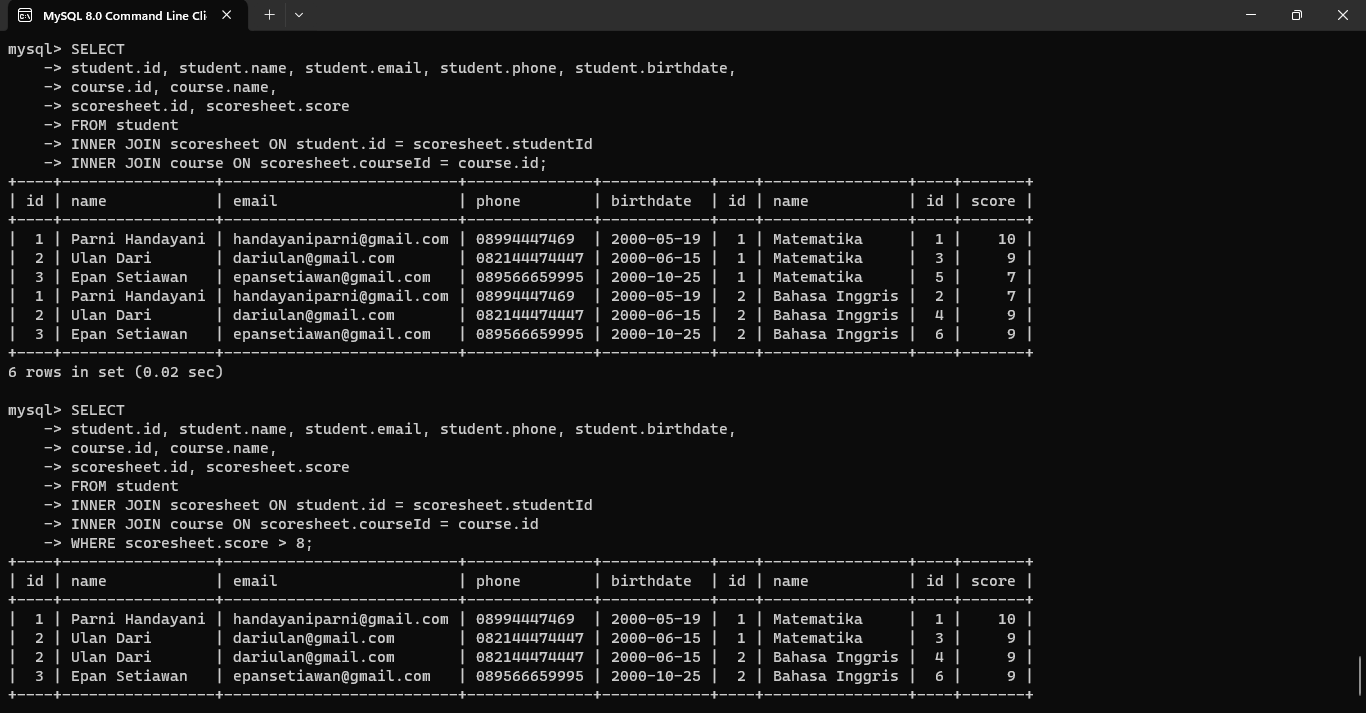 MySQL 8.0 Command Line Cli
mysql> SELECT
    -> student.id, student.name, student.email, student.phone, student.birthdate,
    -> course.id, course.name,
    -> scoresheet.id, scoresheet.score
    -> FROM student
    -> INNER JOIN scoresheet ON student.id = scoresheet.studentId
    -> INNER JOIN course ON scoresheet.courseId = course.id;
+----+-----------------+--------------------------+--------------+------------+----+----------------+----+-------+
| id | name            | email                    | phone        | birthdate  | id | name           | id | score |
+----+-----------------+--------------------------+--------------+------------+----+----------------+----+-------+
|  1 | Parni Handayani | handayaniparni@gmail.com | 08994447469  | 2000-05-19 |  1 | Matematika     |  1 |    10 |
|  2 | Ulan Dari       | dariulan@gmail.com       | 082144474447 | 2000-06-15 |  1 | Matematika     |  3 |     9 |
|  3 | Epan Setiawan   | epansetiawan@gmail.com   | 089566659995 | 2000-10-25 |  1 | Matematika     |  5 |     7 |
|  1 | Parni Handayani | handayaniparni@gmail.com | 08994447469  | 2000-05-19 |  2 | Bahasa Inggris |  2 |     7 |
|  2 | Ulan Dari       | dariulan@gmail.com       | 082144474447 | 2000-06-15 |  2 | Bahasa Inggris |  4 |     9 |
|  3 | Epan Setiawan   | epansetiawan@gmail.com   | 089566659995 | 2000-10-25 |  2 | Bahasa Inggris |  6 |     9 |
+----+-----------------+--------------------------+--------------+------------+----+----------------+----+-------+
6 rows in set (0.02 sec)

mysql> SELECT
    -> student.id, student.name, student.email, student.phone, student.birthdate,
    -> course.id, course.name,
    -> scoresheet.id, scoresheet.score
    -> FROM student
    -> INNER JOIN scoresheet ON student.id = scoresheet.studentId
    -> INNER JOIN course ON scoresheet.courseId = course.id
    -> WHERE scoresheet.score > 8;
+----+-----------------+--------------------------+--------------+------------+----+----------------+----+-------+
| id | name            | email                    | phone        | birthdate  | id | name           | id | score |
+----+-----------------+--------------------------+--------------+------------+----+----------------+----+-------+
|  1 | Parni Handayani | handayaniparni@gmail.com | 08994447469  | 2000-05-19 |  1 | Matematika     |  1 |    10 |
|  2 | Ulan Dari       | dariulan@gmail.com       | 082144474447 | 2000-06-15 |  1 | Matematika     |  3 |     9 |
|  2 | Ulan Dari       | dariulan@gmail.com       | 082144474447 | 2000-06-15 |  2 | Bahasa Inggris |  4 |     9 |
|  3 | Epan Setiawan   | epansetiawan@gmail.com   | 089566659995 | 2000-10-25 |  2 | Bahasa Inggris |  6 |     9 |
+----+-----------------+--------------------------+--------------+------------+----+----------------+----+-------+